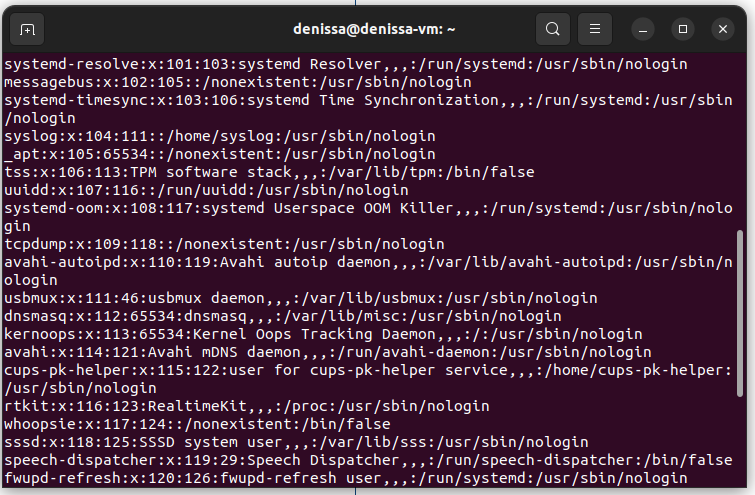 denissa@denissa-vm: ~
systemd-resolve:x:101:103:systemd Resolver,,,:/run/systemd:/usr/sbin/nologin
messagebus:x:102:105::/nonexistent:/usr/sbin/nologin
systemd-timesync:x:103:106:systemd Time Synchronization,,,:/run/systemd:/usr/sbin
/nologin
syslog:x:104:111::/home/syslog:/usr/sbin/nologin
_apt:x:105:65534::/nonexistent:/usr/sbin/nologin
tss:x:106:113:TPM software stack,,,:/var/lib/tpm:/bin/false
uuidd:x:107:116::/run/uuidd:/usr/sbin/nologin
systemd-oom:x:108:117:systemd Userspace OOM Killer,,,:/run/systemd:/usr/sbin/nolo
gin
tcpdump:x:109:118::/nonexistent:/usr/sbin/nologin
avahi-autoipd:x:110:119:Avahi autoip daemon,,,:/var/lib/avahi-autoipd:/usr/sbin/n
ologin
usbmux:x:111:46:usbmux daemon,,,:/var/lib/usbmux:/usr/sbin/nologin
dnsmasq:x:112:65534:dnsmasq,,,:/var/lib/misc:/usr/sbin/nologin
kernoops:x:113:65534:Kernel Oops Tracking Daemon,,,:/:/usr/sbin/nologin
avahi:x:114:121:Avahi mDNS daemon,,,:/run/avahi-daemon:/usr/sbin/nologin
cups-pk-helper:x:115:122:user for cups-pk-helper service,,,:/home/cups-pk-helper:
/usr/sbin/nologin
rtkit:x:116:123:RealtimeKit,,,:/proc:/usr/sbin/nologin
whoopsie:x:117:124::/nonexistent:/bin/false
sssd:x:118:125:SSSD system user,,,:/var/lib/sss:/usr/sbin/nologin
speech-dispatcher:x:119:29:Speech Dispatcher,,,:/run/speech-dispatcher:/bin/false
fwupd-refresh:x:120:126:fwupd-refresh user,,,:/run/systemd:/usr/sbin/nologin